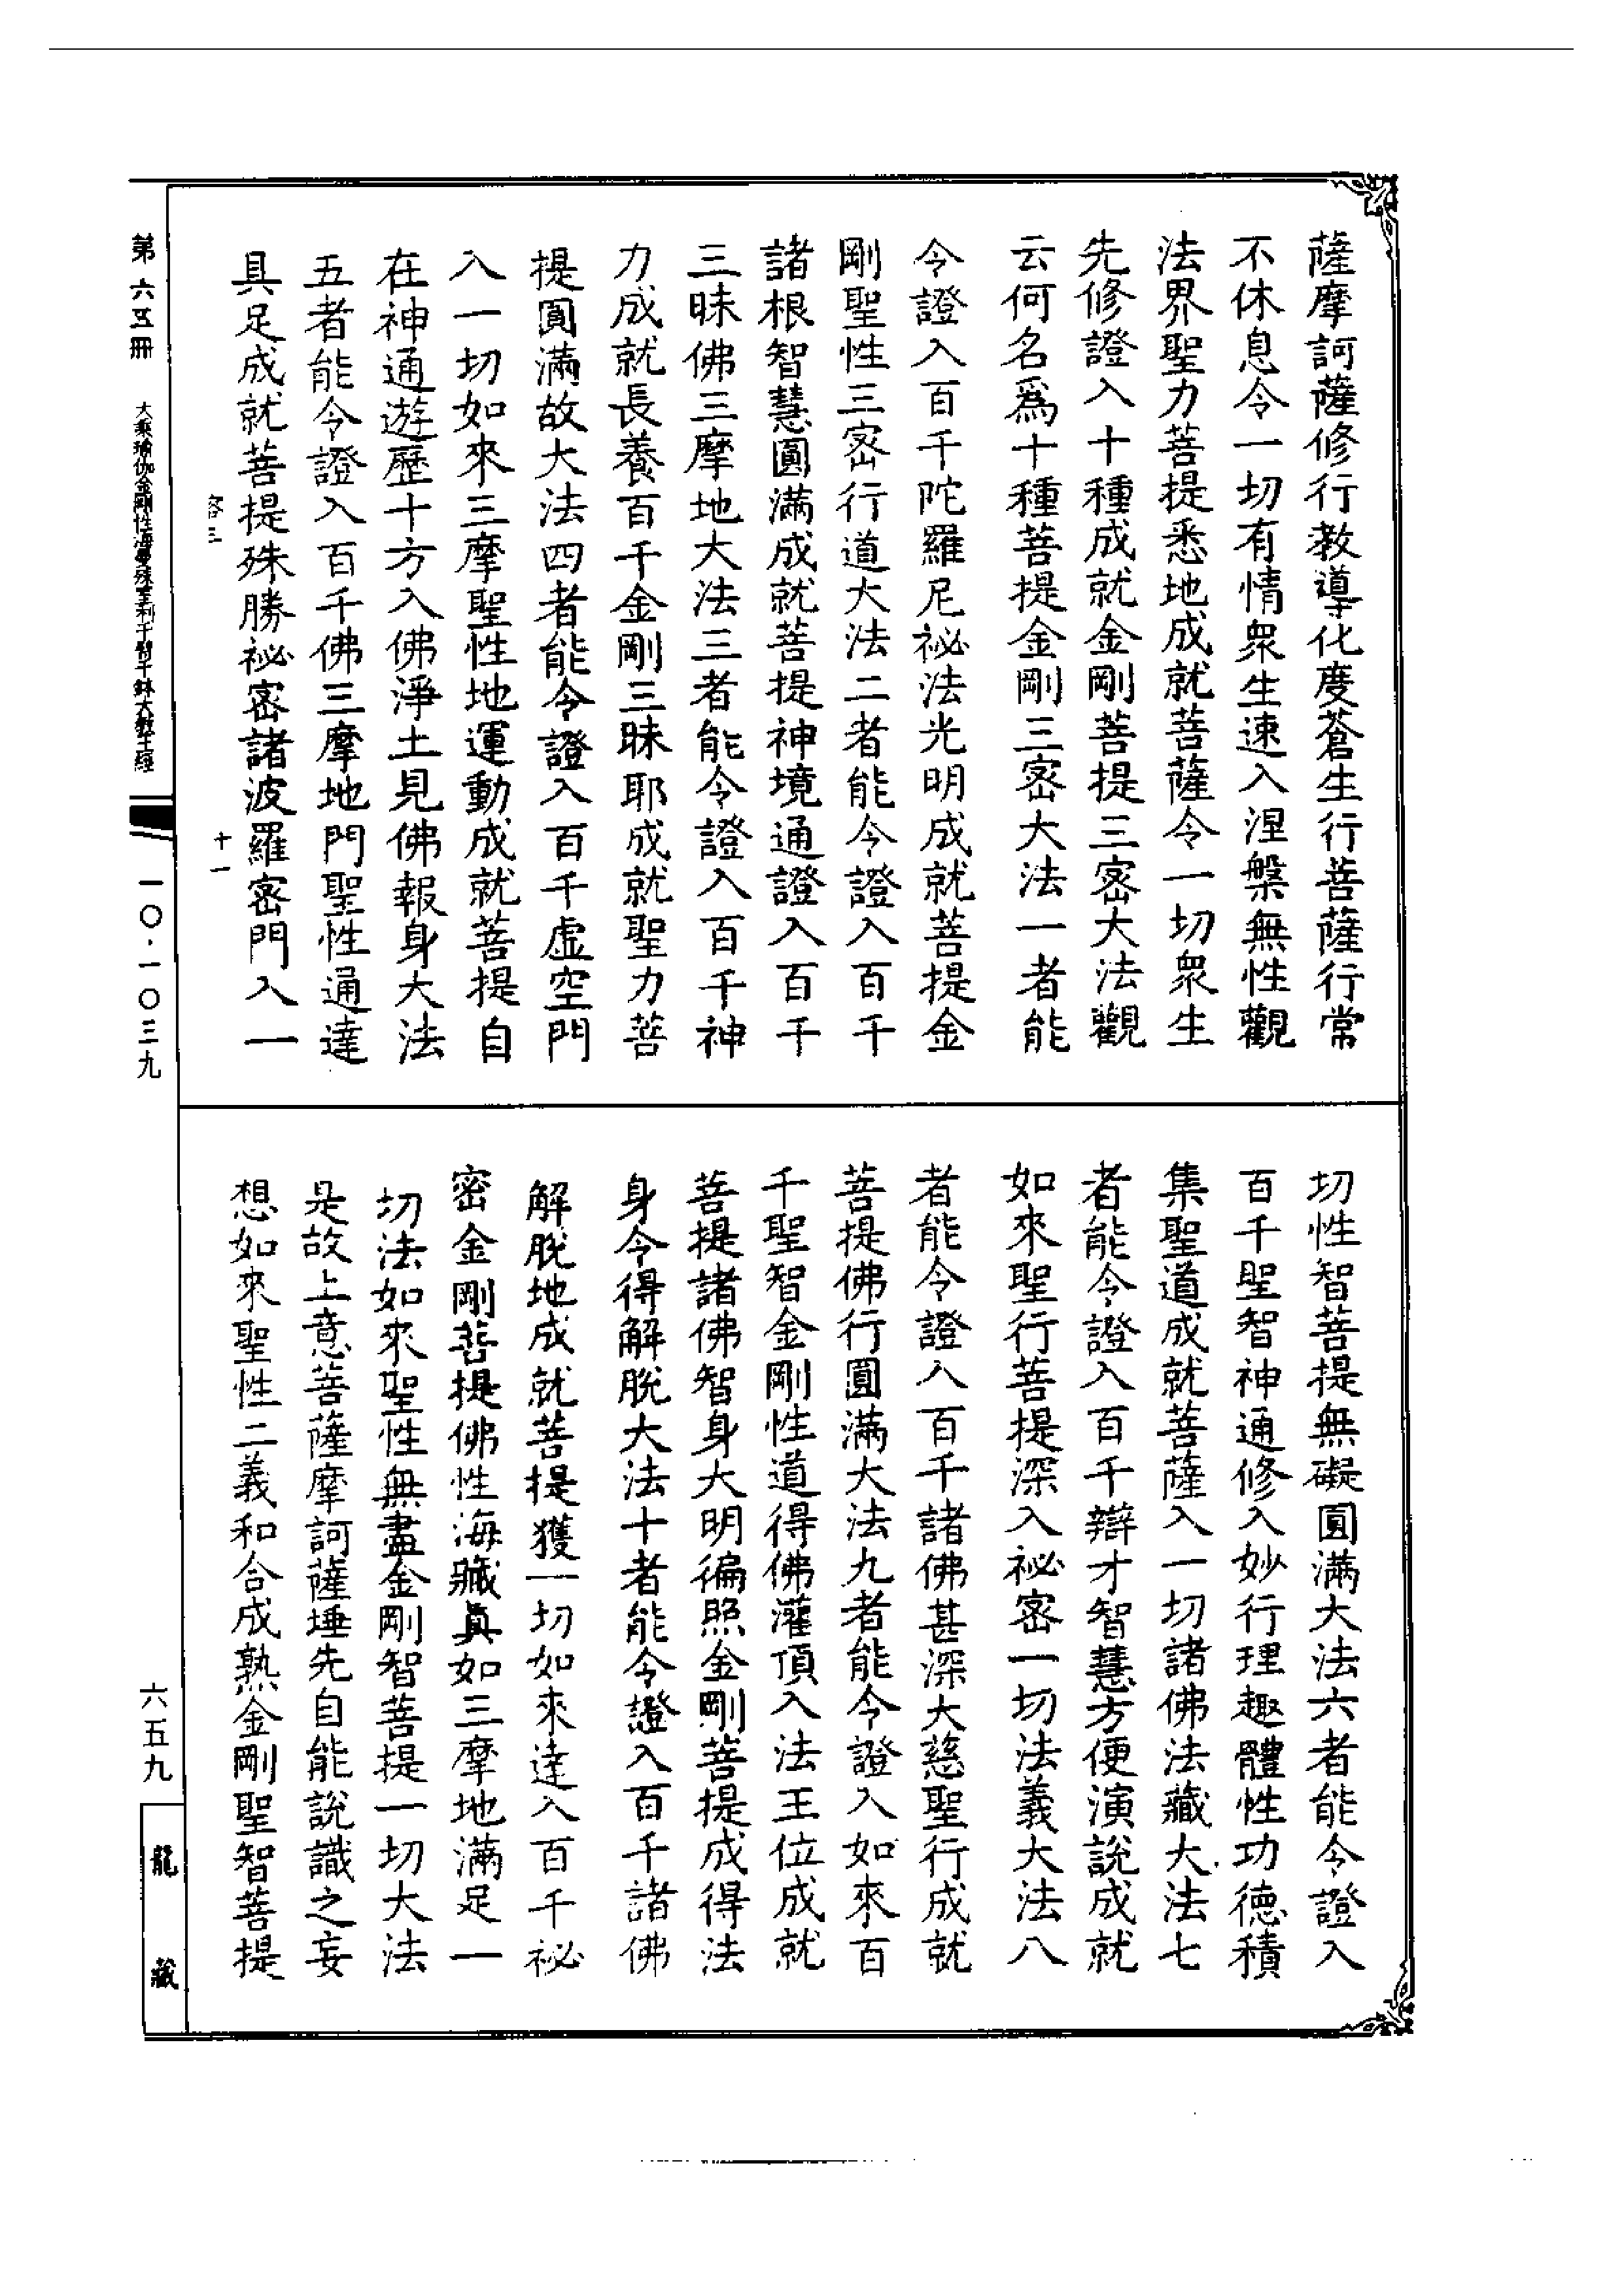 薩摩訶薩修行教導化度蒼生行菩薩行常
不休息令一切有情衆生速入涅槃無性觀
法界聖力菩提悉地成就菩薩令一切衆生
先修證入十種成就金剛菩提三密大法觀
云何名爲十種菩提金剛三密大法一者能
令證入百千陀羅尼祕法光明成就菩提金
剛聖性三密行道大法二者能令證入百千
諸根智慧圓滿成就菩提神境通證入百千
三昧佛三摩地大法三者能令證入百千神
力成就長養百千金剛三昧耶成就聖力菩
提圓滿故大法四者能令證入百千虛空門
入一切如來三摩聖性地運動成就菩提自
在神通遊歷十方入佛淨土見佛報身大法
五者能令證入百千佛三摩地門聖性通達
具足成就菩提殊勝祕密諸波羅密門入一
切性智菩提無礙圓滿大法六者能令證入
百千聖智神通修入妙行理趣體性功德積
集聖道成就菩薩入一切諸佛法藏大法七
者能令證入百千辯才智慧方便演說成就
如來聖行菩提深入祕密一切法義大法八
者能令證入百千諸佛甚深大慈聖行成就
菩提佛行圓滿大法九者能令證入如來百
千聖智金剛性道得佛灌頂入法王位成就
菩提諸佛智身大明徧照金剛菩提成得法
身令得解脫大法十者能令證入百千諸佛
解脫地成就菩提獲一切如來達入百千祕
密金剛菩提佛性海藏眞如三摩地滿足一
切法如來聖性無盡金剛智菩提一切大法
是故上意菩薩摩訶薩埵先自能說識之妄
想如來聖性二義和合成熟金剛聖智菩提
密三
十一
第六五冊
大乘瑜伽金剛性海曼殊室利千臂千鉢大教王經
一〇·一〇三九
六五九
龍藏